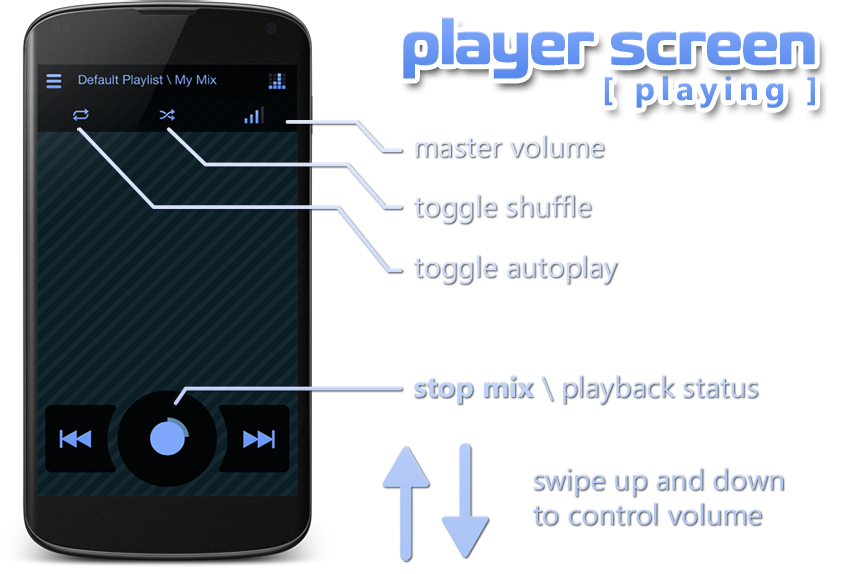 player screen
[ playing ]
Default Playlist \ My Mix
master volume
toggle shuffle
toggle autoplay
stop mix \ playback status
swipe up and down
to control volume